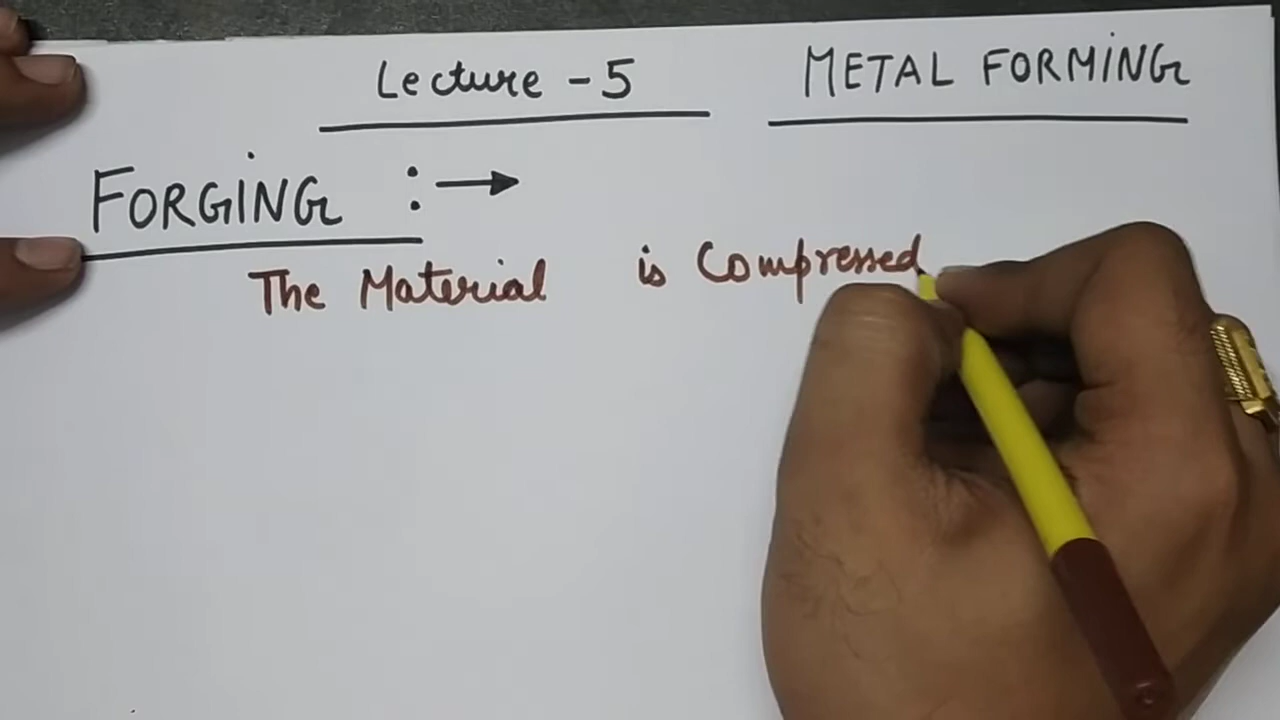 Lecture - 5 METAL FORMING
FORGING :→
The Material is Compressed